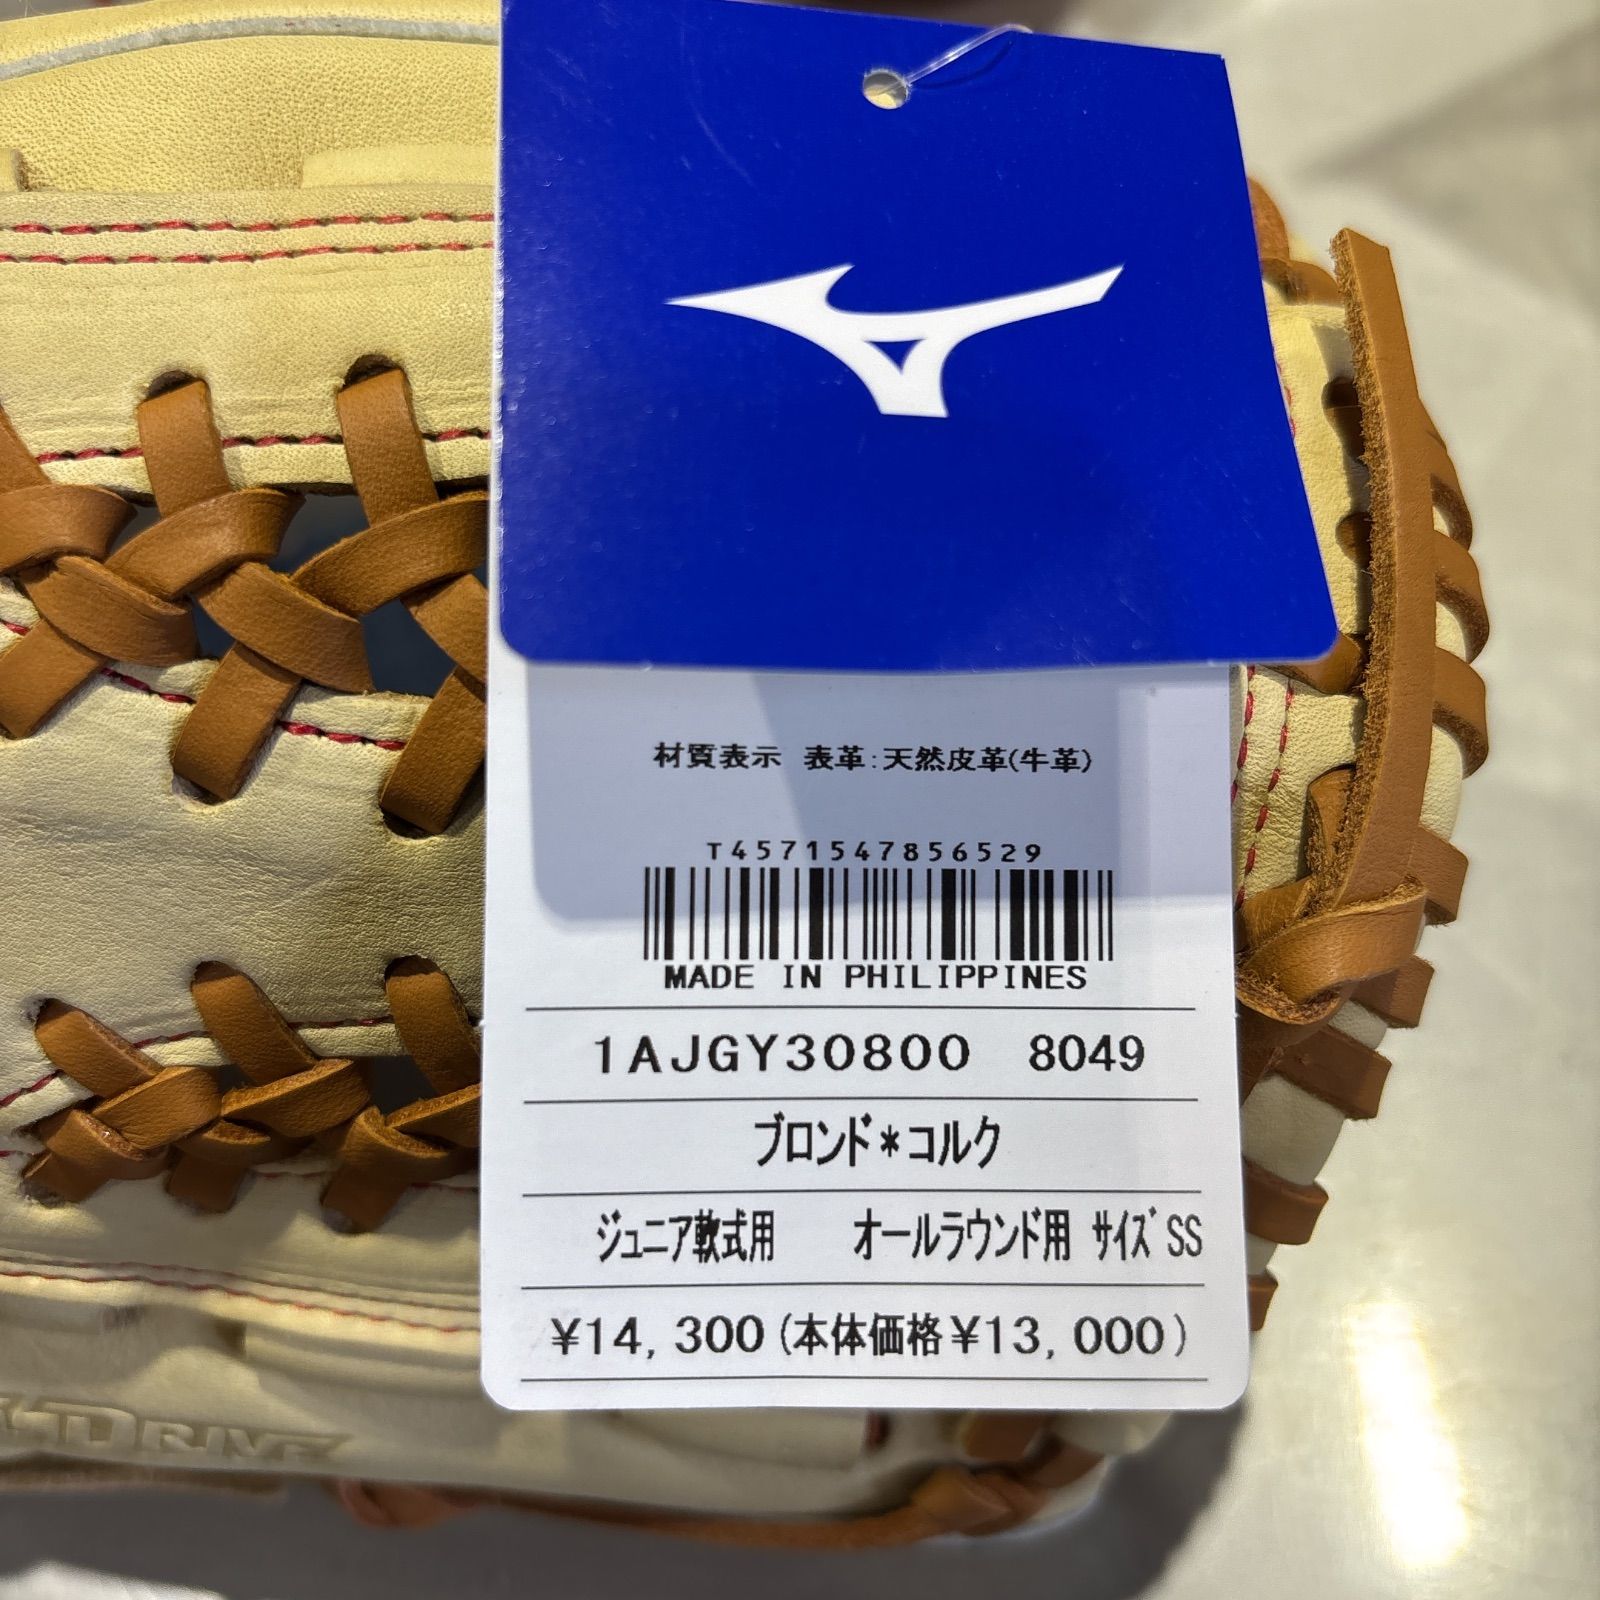 材質表示 表革:天然皮革(牛革)
T4571547856529
MADE IN PHILIPPINES
1AJGY30800 8049
ブロンド*コルク
ジュニア軟式用 オールラウンド用 サイズSS
¥14,300(本体価格¥13,000)
DRIVE